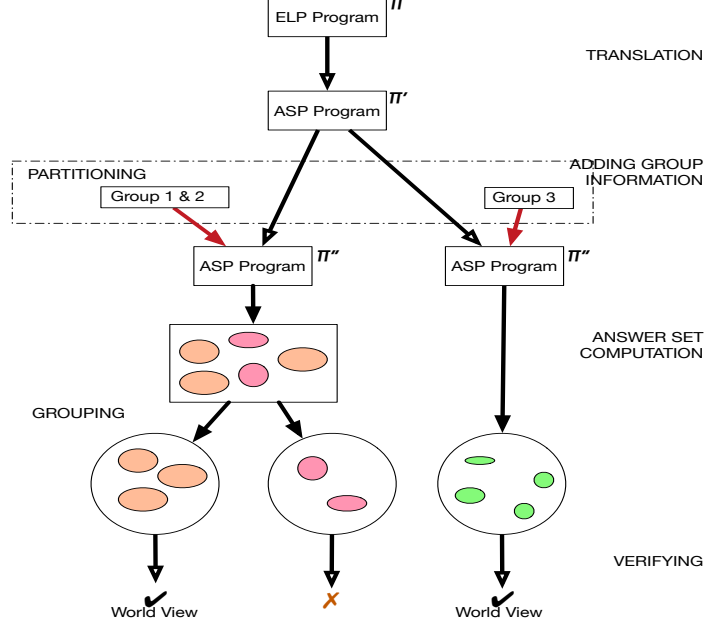 Π
ELP Program
TRANSLATION
Π′
ASP Program
ADDING GROUP
INFORMATION
PARTITIONING
Group 1 & 2
Group 3
Π″
ASP Program
Π″
ASP Program
ANSWER SET
COMPUTATION
GROUPING
VERIFYING
✔
✗
✔
World View
World View